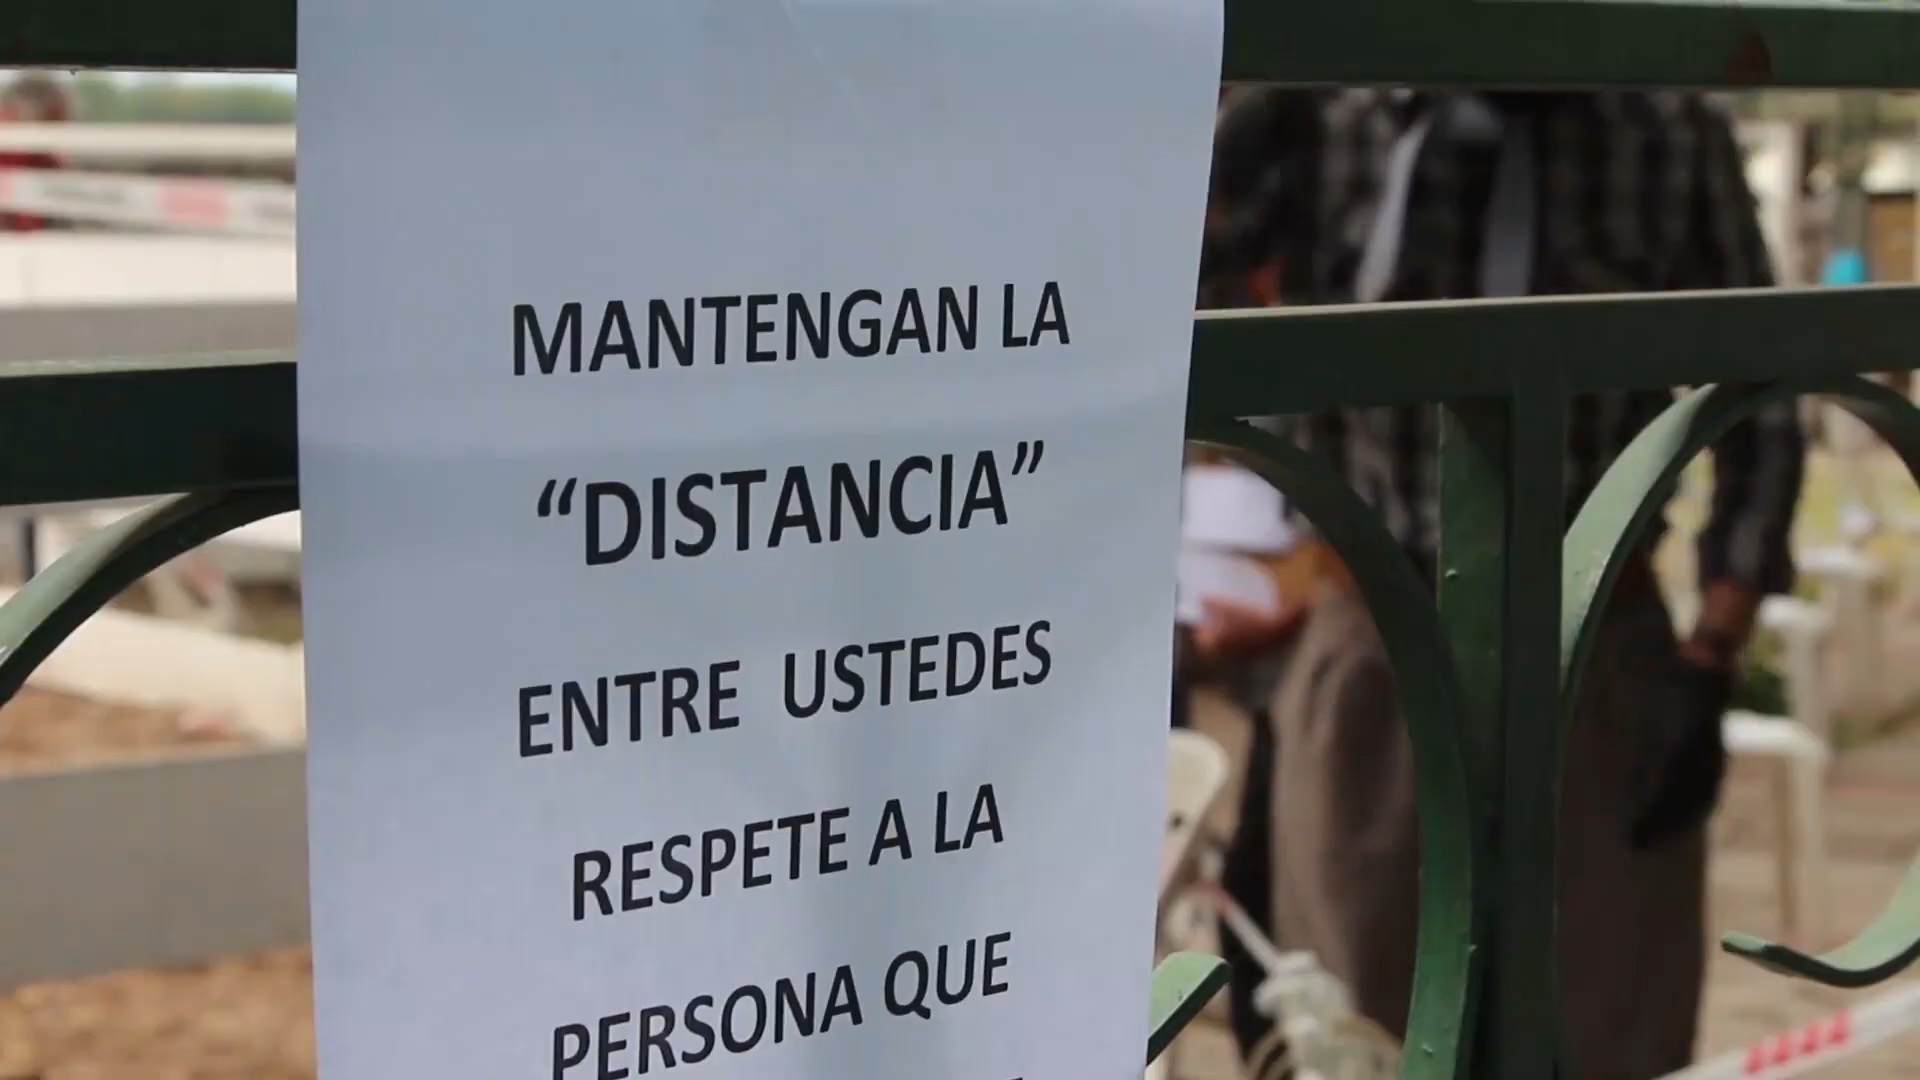 MANTENGAN LA
“DISTANCIA”
ENTRE USTEDES
RESPETE A LA
PERSONA QUE